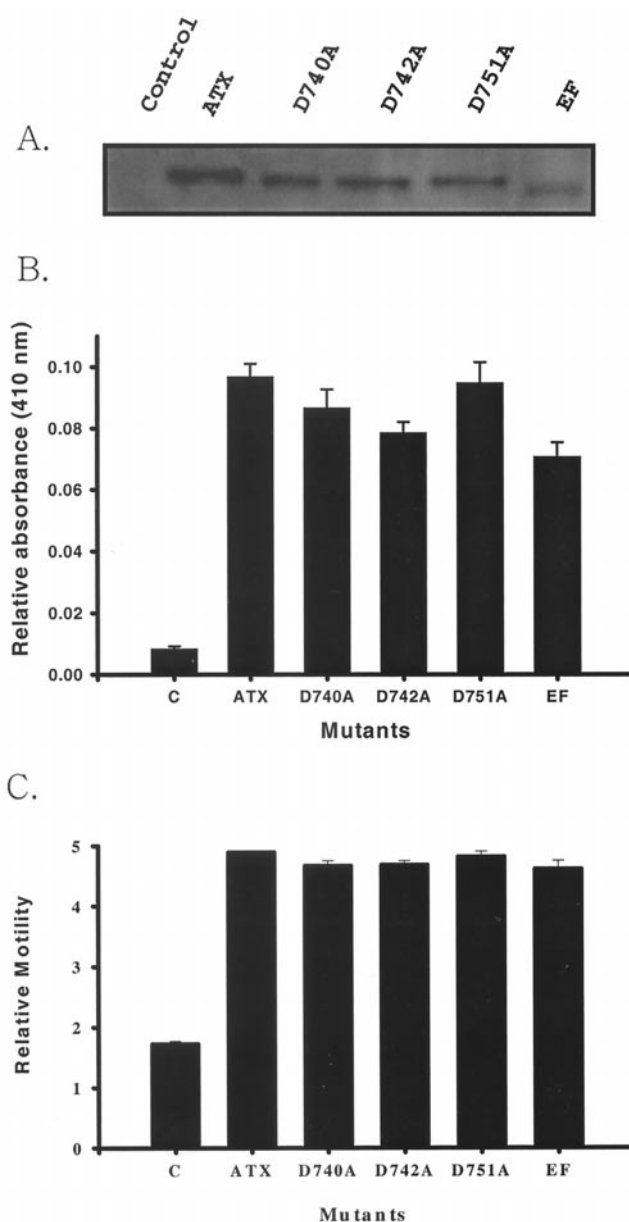 Control ATX D740A D742A D751A EF
A.
B.
Relative absorbance (410 nm)
0.10
0.08
0.06
0.04
0.02
0.00
C ATX D740A D742A D751A EF
Mutants
C.
Relative Motility
5
4
3
2
1
0
C ATX D740A D742A D751A EF
Mutants